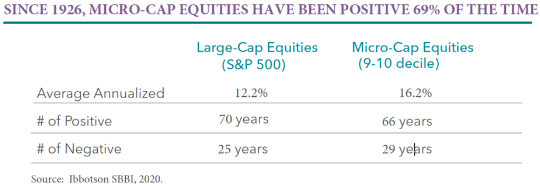 SINCE 1926, MICRO-CAP EQUITIES HAVE BEEN POSITIVE 69% OF THE TIME
Large-Cap Equities Micro-Cap Equities
(S&P 500) (9-10 decile)
Average Annualized 12.2% 16.2%
# of Positive 70 years 66 years
# of Negative 25 years 29 years
Source: Ibbotson SBBI, 2020.